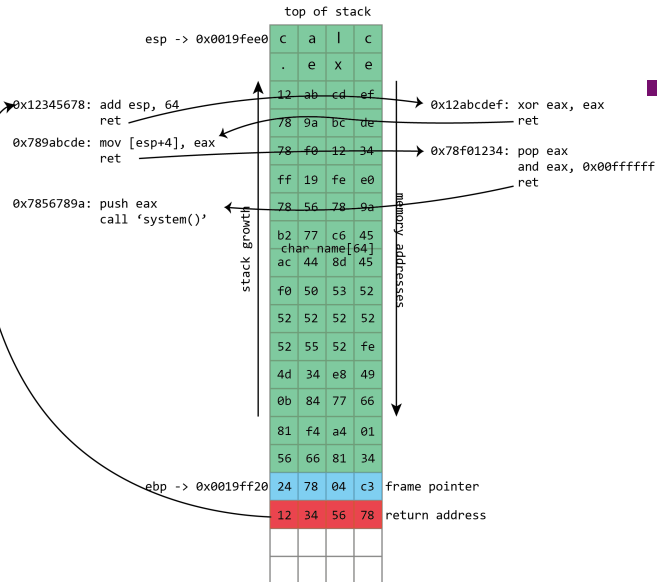 top of stack
esp -> 0x0019fee0
c a l c
. e x e
12 ab cd ef
78 9a bc de
78 f0 12 34
ff 19 fe e0
78 56 78 9a
b2 77 c6 45
char name[64]
ac 44 8d 45
f0 50 53 52
52 52 52 52
52 55 52 fe
4d 34 e8 49
0b 84 77 66
81 f4 a4 01
56 66 81 34
ebp -> 0x0019ff20
24 78 04 c3
frame pointer
12 34 56 78
return address
0x12345678: add esp, 64
ret
0x789abcde: mov [esp+4], eax
ret
0x7856789a: push eax
call ‘system()’
stack growth
memory addresses
0x12abcdef: xor eax, eax
ret
0x78f01234: pop eax
and eax, 0x00ffffff
ret